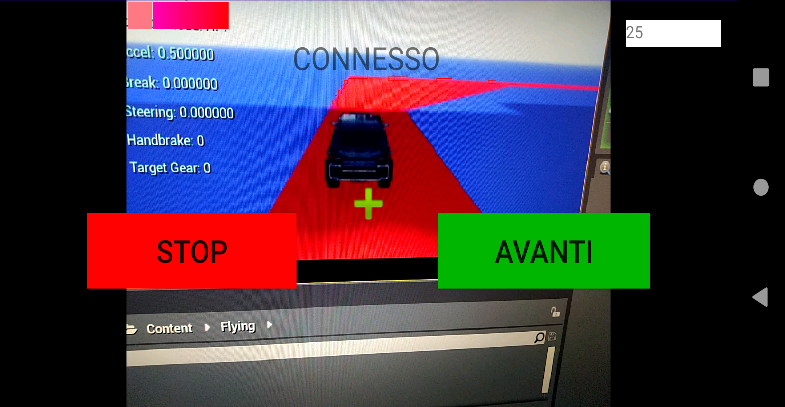 25
ccel: 0.500000
CONNESSO
Break: 0.000000
Steering: 0.000000
Handbrake: 0
Target Gear: 0
STOP
AVANTI
Content
Flying